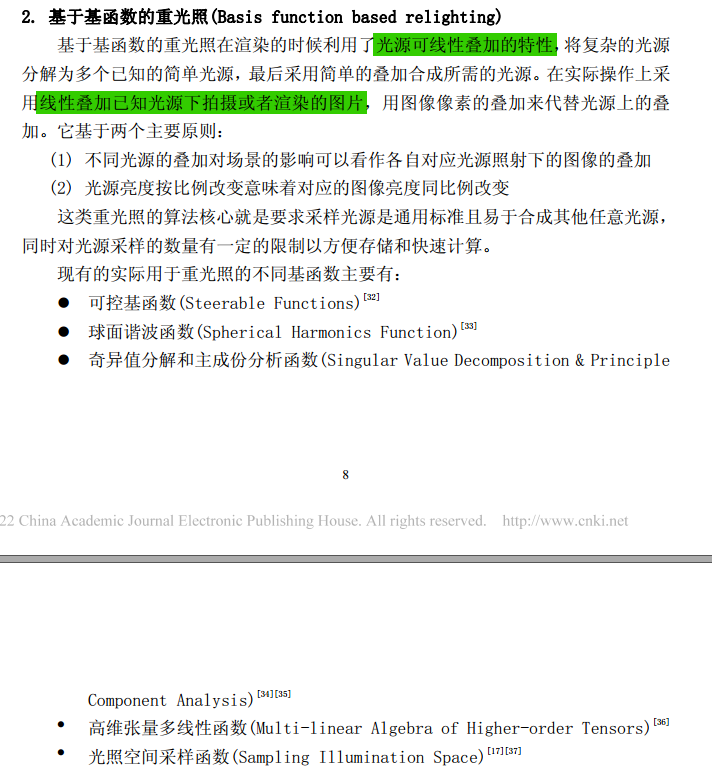 2. 基于基函数的重光照(Basis function based relighting)
基于基函数的重光照在渲染的时候利用了光源可线性叠加的特性,将复杂的光源
分解为多个已知的简单光源，最后采用简单的叠加合成所需的光源。在实际操作上采
用线性叠加已知光源下拍摄或者渲染的图片，用图像像素的叠加来代替光源上的叠
加。它基于两个主要原则：
(1) 不同光源的叠加对场景的影响可以看作各自对应光源照射下的图像的叠加
(2) 光源亮度按比例改变意味着对应的图像亮度同比例改变
这类重光照的算法核心就是要求采样光源是通用标准且易于合成其他任意光源，
同时对光源采样的数量有一定的限制以方便存储和快速计算。
现有的实际用于重光照的不同基函数主要有：
● 可控基函数(Steerable Functions)[32]
● 球面谐波函数(Spherical Harmonics Function)[33]
● 奇异值分解和主成份分析函数(Singular Value Decomposition & Principle
8
22 China Academic Journal Electronic Publishing House. All rights reserved. http://www.cnki.net
Component Analysis)[34][35]
• 高维张量多线性函数(Multi-linear Algebra of Higher-order Tensors)[36]
• 光照空间采样函数(Sampling Illumination Space)[17][37]